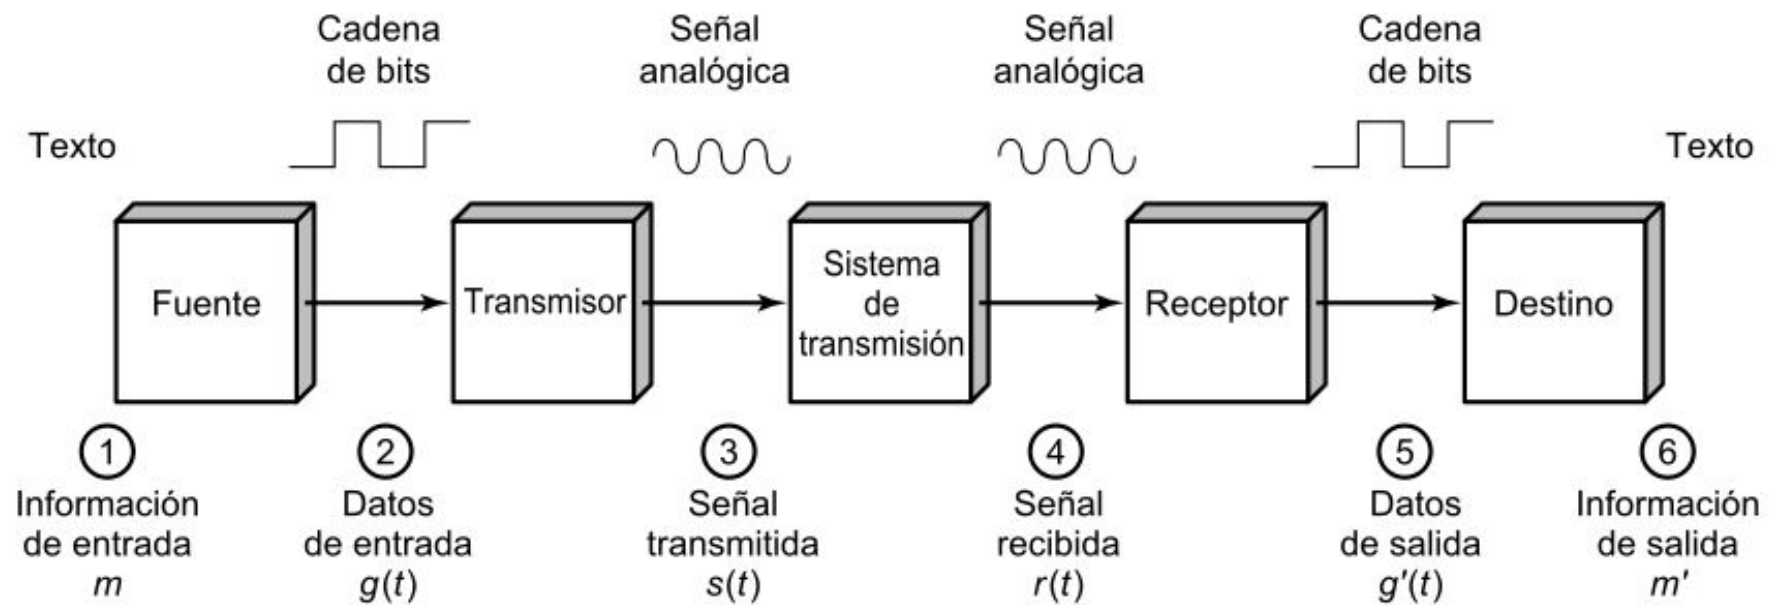 Cadena
de bits
Señal
analógica
Señal
analógica
Cadena
de bits
Texto
Texto
Fuente
Transmisor
Sistema
de
transmisión
Receptor
Destino
1
Información
de entrada
m
2
Datos
de entrada
g(t)
3
Señal
transmitida
s(t)
4
Señal
recibida
r(t)
5
Datos
de salida
g'(t)
6
Información
de salida
m'